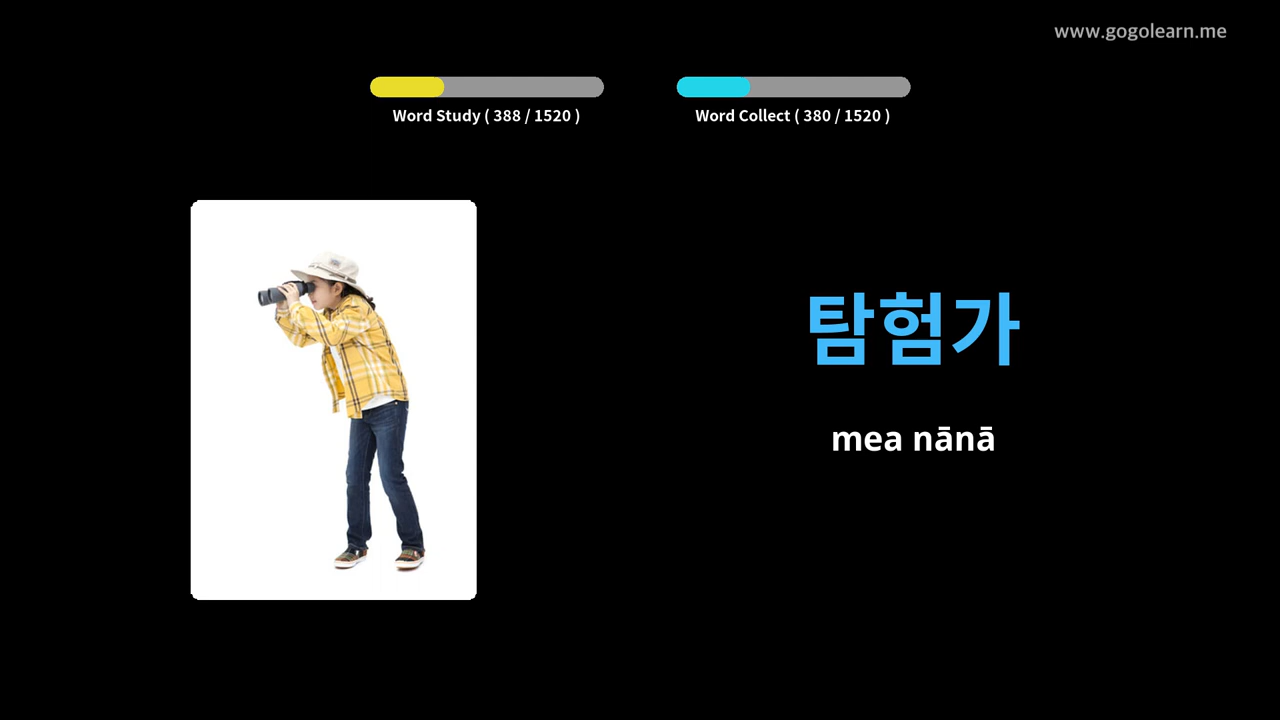 www.gogolearn.me
Word Study ( 388 / 1520 )
Word Collect ( 380 / 1520 )
탐험가
mea nānā